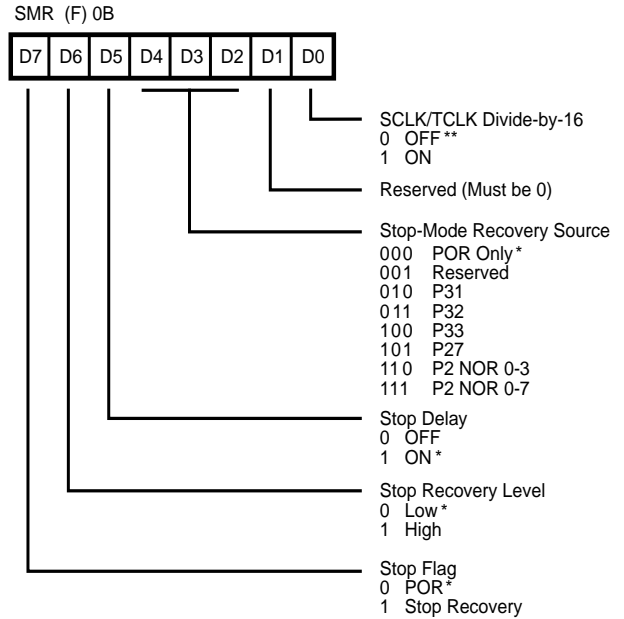 SMR (F) 0B
D7 D6 D5 D4 D3 D2 D1 D0
SCLK/TCLK Divide-by-16
0 OFF**
1 ON
Reserved (Must be 0)
Stop-Mode Recovery Source
000 POR Only*
001 Reserved
010 P31
011 P32
100 P33
101 P27
110 P2 NOR 0-3
111 P2 NOR 0-7
Stop Delay
0 OFF
1 ON*
Stop Recovery Level
0 Low*
1 High
Stop Flag
0 POR*
1 Stop Recovery